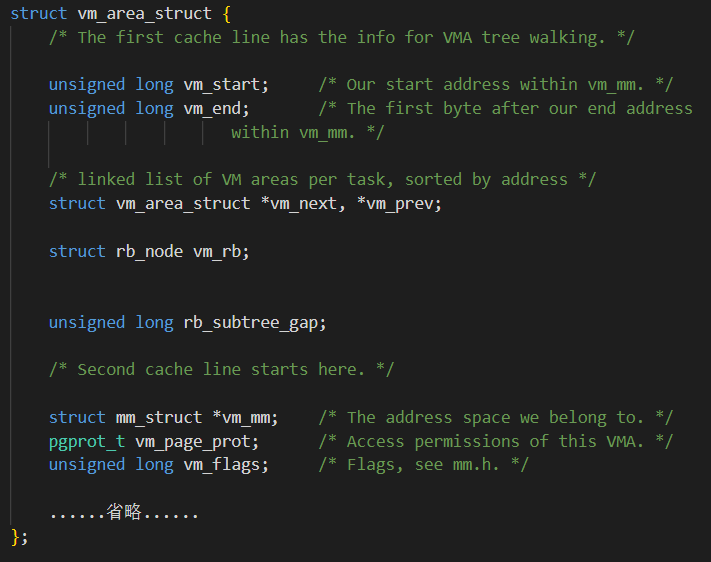 struct vm_area_struct {
/* The first cache line has the info for VMA tree walking. */
unsigned long vm_start; /* Our start address within vm_mm. */
unsigned long vm_end; /* The first byte after our end address
within vm_mm. */
/* linked list of VM areas per task, sorted by address */
struct vm_area_struct *vm_next, *vm_prev;
struct rb_node vm_rb;
unsigned long rb_subtree_gap;
/* Second cache line starts here. */
struct mm_struct *vm_mm; /* The address space we belong to. */
pgprot_t vm_page_prot; /* Access permissions of this VMA. */
unsigned long vm_flags; /* Flags, see mm.h. */
......省略......
};